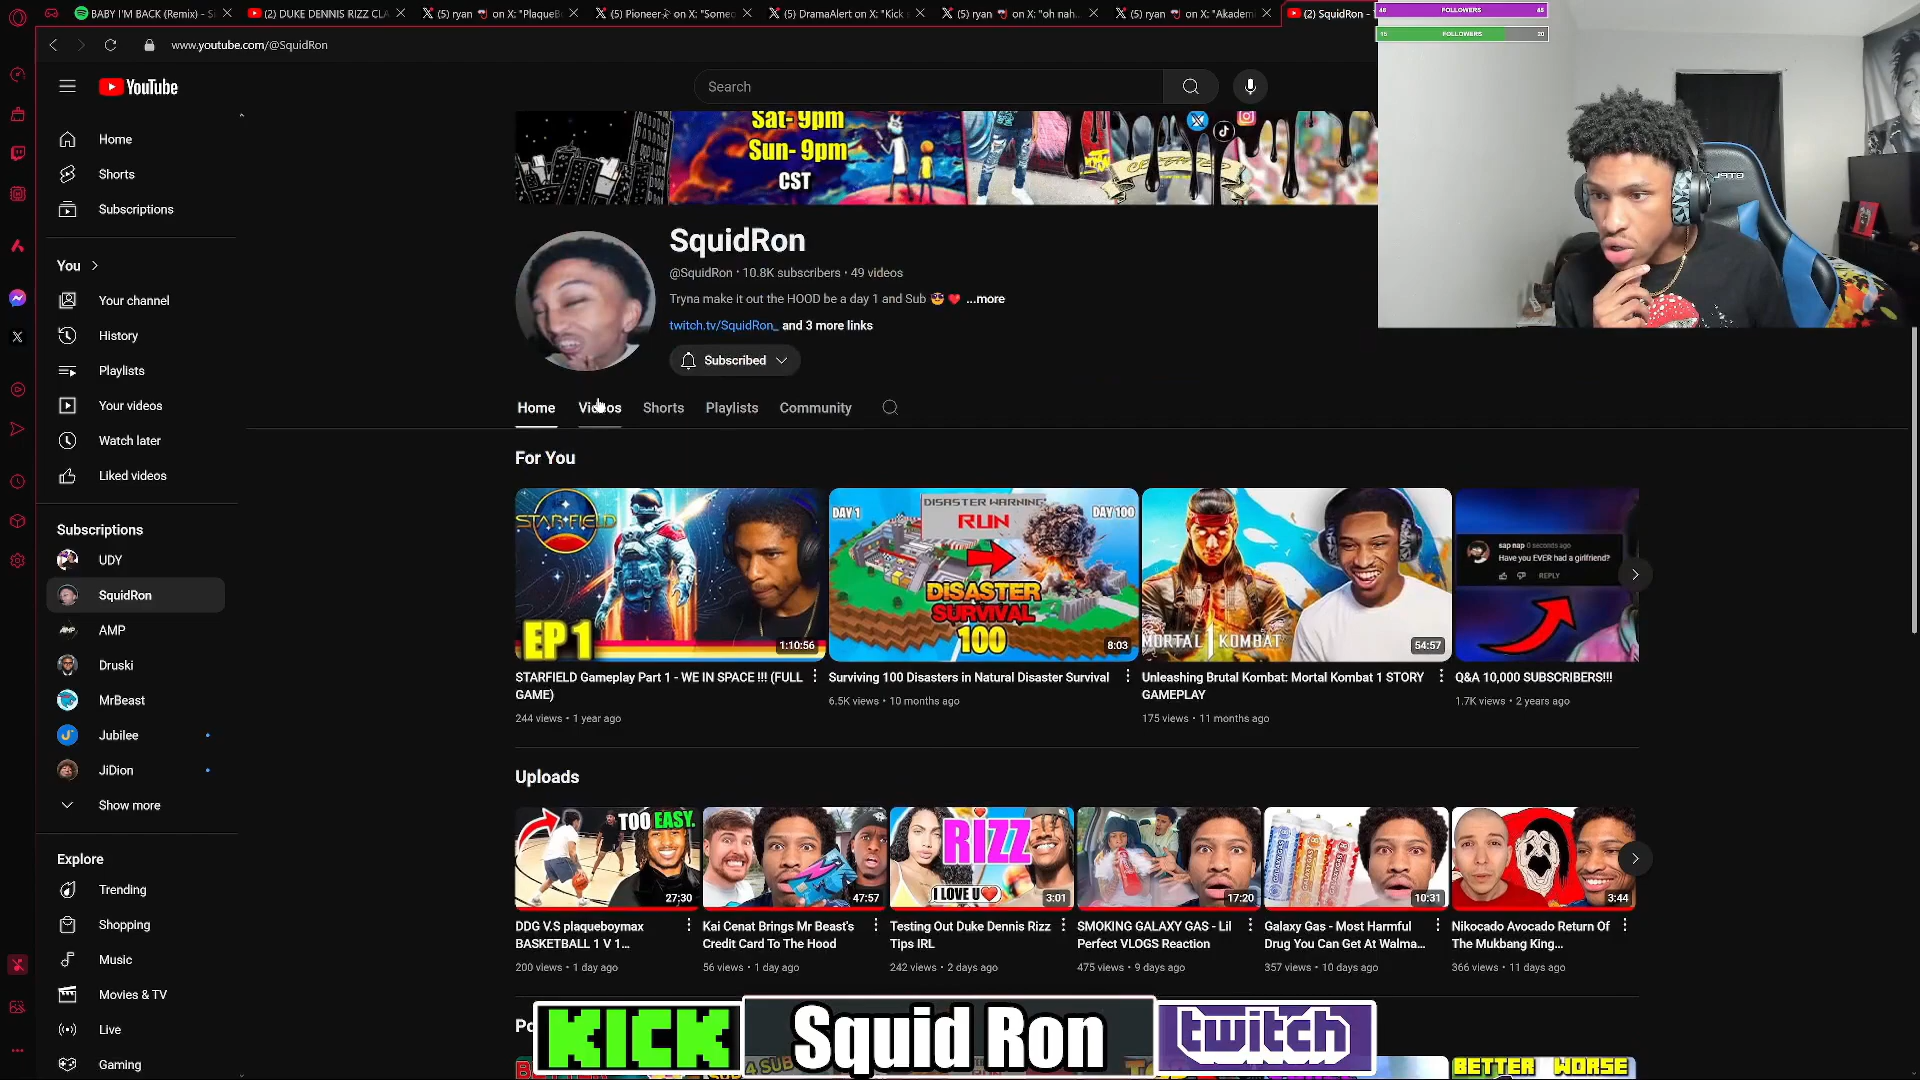 BABY I'M BACK (Remix) - Si
(2) DUKE DENNIS RIZZ CLA
(5) ryan on X: "PlaqueB
(5) Pioneer on X: "Someo
(5) DramaAlert on X: "Kick
(5) ryan on X: "oh nah..
(5) ryan on X: "Akadem
(2) SquidRon -
48 FOLLOWERS
15 FOLLOWERS 20
www.youtube.com/@SquidRon
YouTube
Search
Sat- 9pm
Sun- 9pm
CST
Home
Shorts
Subscriptions
You
Your channel
History
Playlists
Your videos
Watch later
Liked videos
Subscriptions
UDY
SquidRon
AMP
Druski
MrBeast
Jubilee
JiDion
Show more
Explore
Trending
Shopping
Music
Movies & TV
Live
Gaming
SquidRon
@SquidRon • 10.8K subscribers • 49 videos
Tryna make it out the HOOD be a day 1 and Sub 😎 ❤️ ...more
twitch.tv/SquidRon_ and 3 more links
Subscribed
Home Videos Shorts Playlists Community
For You
STARFIELD
EP 1
1:10:56
STARFIELD Gameplay Part 1 - WE IN SPACE !!! (FULL
GAME)
244 views • 1 year ago
DAY 1
DISASTER WARNING
RUN
DAY 100
DISASTER
SURVIVAL
100
8:03
Surviving 100 Disasters in Natural Disaster Survival
6.5K views • 10 months ago
MORTAL KOMBAT 1
54:57
Unleashing Brutal Kombat: Mortal Kombat 1 STORY
GAMEPLAY
175 views • 11 months ago
sap nap 0 seconds ago
Have you EVER had a girlfriend?
REPLY
Q&A 10,000 SUBSCRIBERS!!!
1.7K views • 2 years ago
Uploads
TOO EASY.
27:30
DDG V.S plaqueboymax
BASKETBALL 1 V 1...
200 views • 1 day ago
47:57
Kai Cenat Brings Mr Beast's
Credit Card To The Hood
56 views • 1 day ago
RIZZ
I LOVE U
3:01
Testing Out Duke Dennis Rizz
Tips IRL
242 views • 2 days ago
17:20
SMOKING GALAXY GAS - Lil
Perfect VLOGS Reaction
475 views • 9 days ago
10:31
Galaxy Gas - Most Harmful
Drug You Can Get At Walma...
357 views • 10 days ago
3:44
Nikocado Avocado Return Of
The Mukbang King...
366 views • 11 days ago
KICK
Squid Ron
twitch
BETTER WORSE